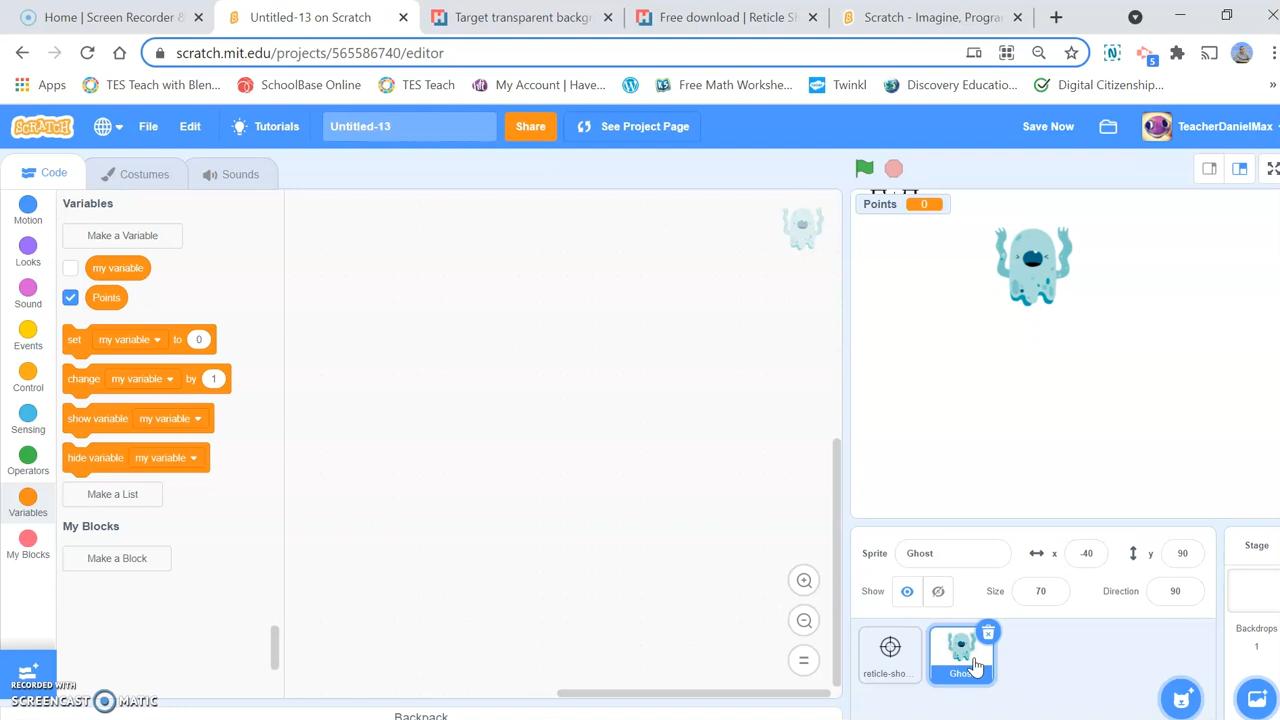 Home | Screen Recorder 8
Untitled-13 on Scratch
Target transparent backgr
Free download | Reticle Sh
Scratch - Imagine, Program
scratch.mit.edu/projects/565586740/editor
5
Apps
TES Teach with Blen...
SchoolBase Online
TES Teach
My Account | Have...
Free Math Workshe...
Twinkl
Discovery Educatio...
Digital Citizenship...
»
SCRATCH
File
Edit
Tutorials
Untitled-13
Share
See Project Page
Save Now
TeacherDanielMax
Code
Costumes
Sounds
Motion
Looks
Sound
Events
Control
Sensing
Operators
Variables
My Blocks
Variables
Make a Variable
my variable
Points
set my variable to 0
change my variable by 1
show variable my variable
hide variable my variable
Make a List
My Blocks
Make a Block
Backpack
Points 0
Sprite Ghost x -40 y 90
Show Size 70 Direction 90
reticle-sho...
Ghos
Stage
Backdrops
1
RECORDED WITH
SCREENCAST MATIC